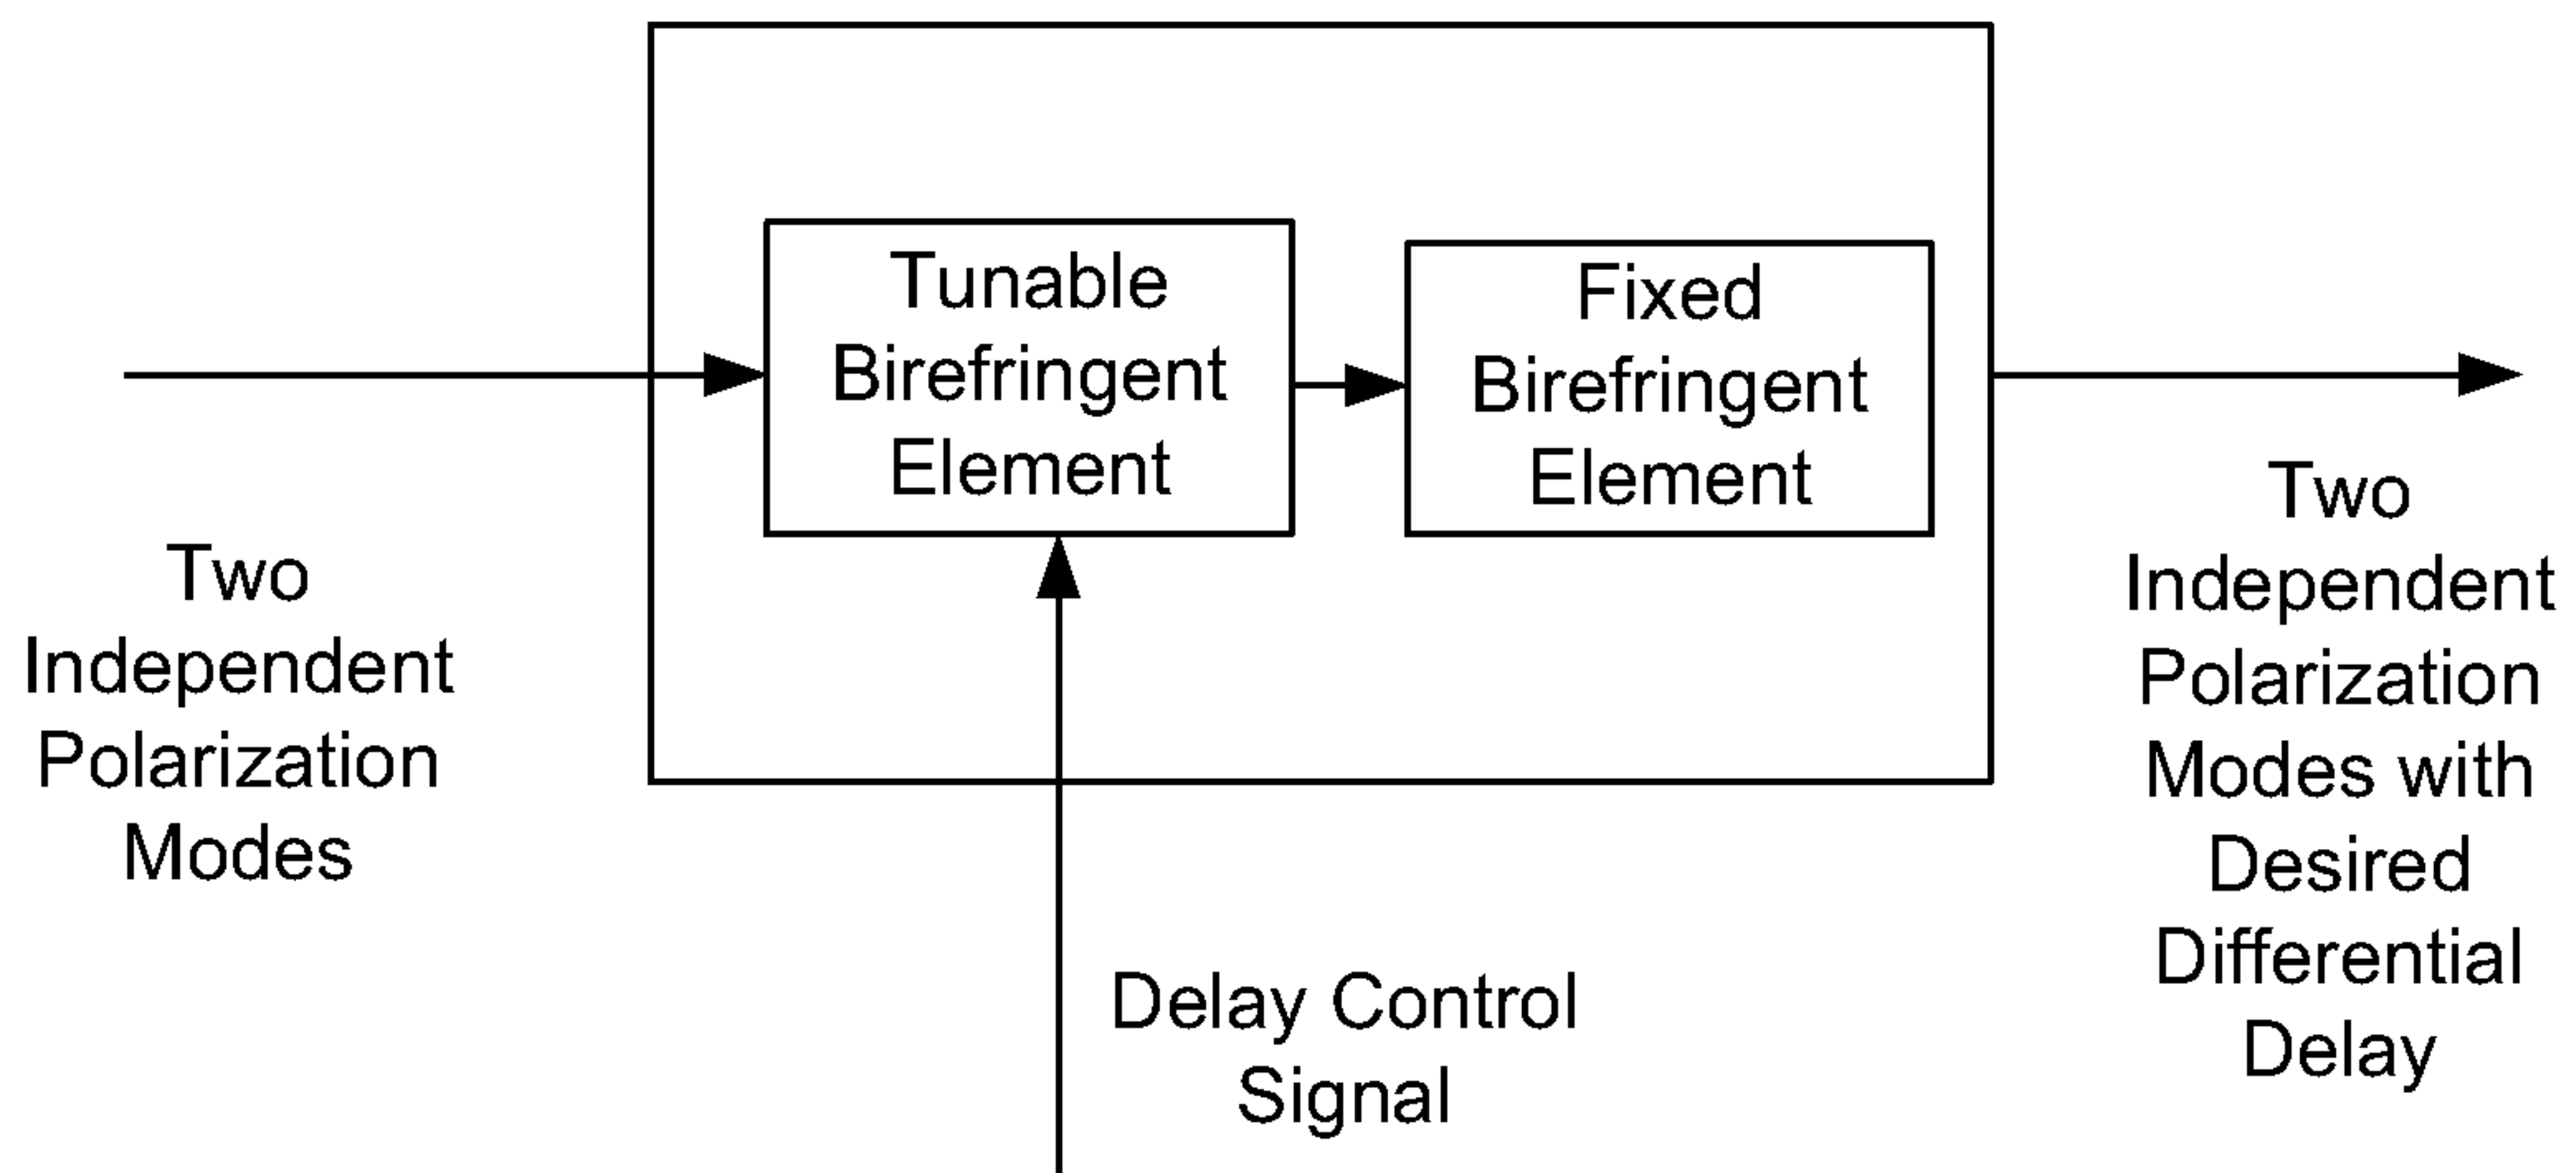 Two
Independent
Polarization
Modes
Tunable
Birefringent
Element
Fixed
Birefringent
Element
Delay Control
Signal
Two
Independent
Polarization
Modes with
Desired
Differential
Delay